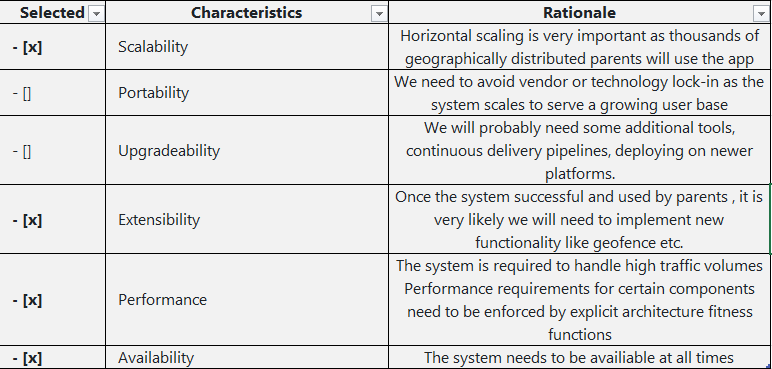 Selected Characteristics Rationale
- [x] Scalability Horizontal scaling is very important as thousands of
geographically distributed parents will use the app
- [] Portability We need to avoid vendor or technology lock-in as the
system scales to serve a growing user base
- [] Upgradeability We will probably need some additional tools,
continuous delivery pipelines, deploying on newer
platforms.
- [x] Extensibility Once the system successful and used by parents , it is
very likely we will need to implement new
functionality like geofence etc.
- [x] Performance The system is required to handle high traffic volumes
Performance requirements for certain components
need to be enforced by explicit architecture fitness
functions
- [x] Availability The system needs to be availiable at all times